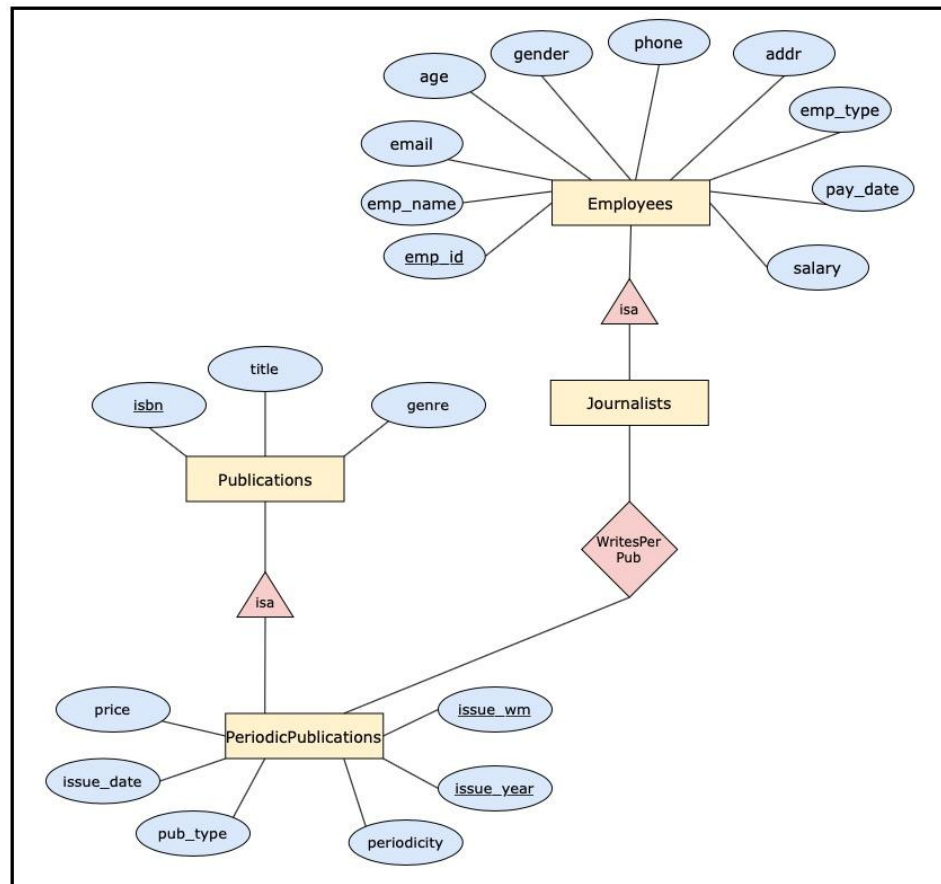 phone
gender
addr
age
emp_type
email
pay_date
emp_name
Employees
emp_id
salary
isa
title
isbn
genre
Journalists
Publications
WritesPer
Pub
isa
price
issue_wm
PeriodicPublications
issue_date
issue_year
pub_type
periodicity